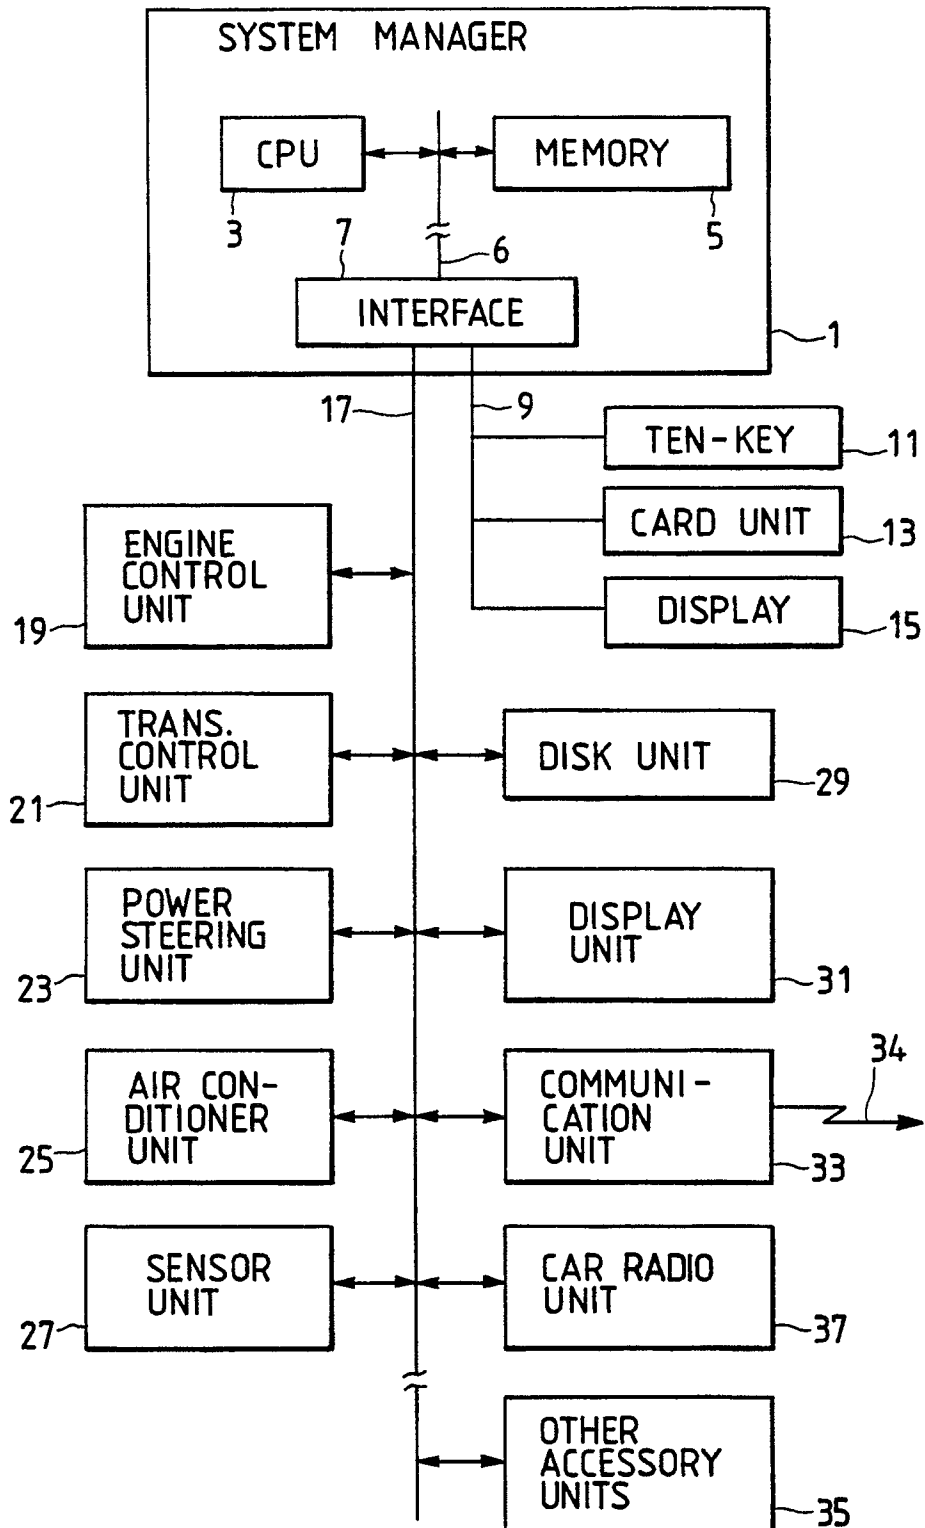 SYSTEM MANAGER
CPU
MEMORY
3
7
5
6
INTERFACE
1
17
9
TEN-KEY
11
CARD UNIT
13
DISPLAY
15
ENGINE
CONTROL
UNIT
19
TRANS.
CONTROL
UNIT
21
DISK UNIT
29
POWER
STEERING
UNIT
23
DISPLAY
UNIT
31
AIR CON-
DITIONER
UNIT
25
COMMUNI-
CATION
UNIT
33
34
SENSOR
UNIT
27
CAR RADIO
UNIT
37
OTHER
ACCESSORY
UNITS
35